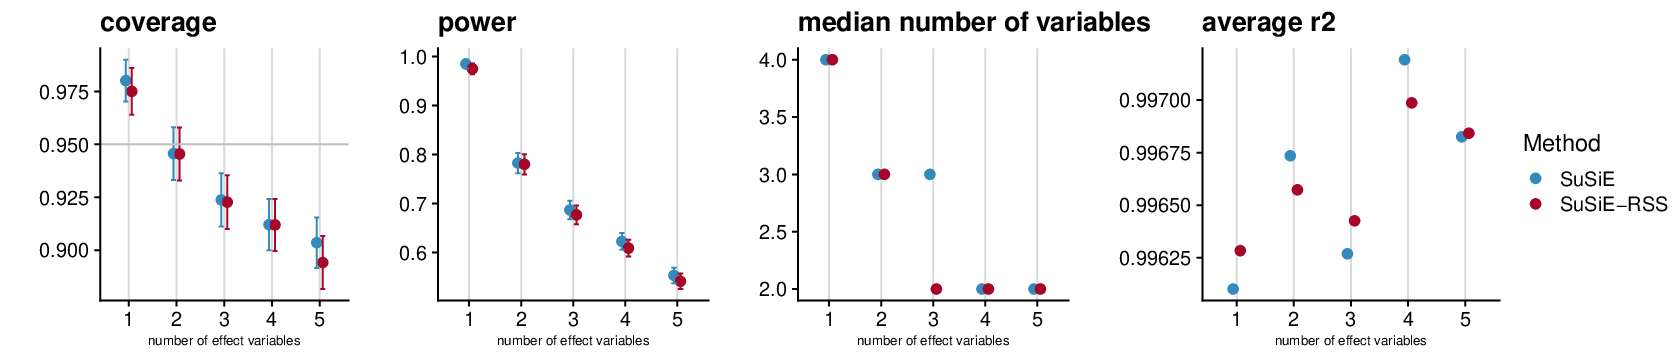 coverage
0.975
0.950
0.925
0.900
1 2 3 4 5
number of effect variables
power
1.0
0.9
0.8
0.7
0.6
1 2 3 4 5
number of effect variables
median number of variables
4.0
3.5
3.0
2.5
2.0
1 2 3 4 5
number of effect variables
average r2
0.99700
0.99675
0.99650
0.99625
1 2 3 4 5
number of effect variables
Method
SuSiE
SuSiE−RSS